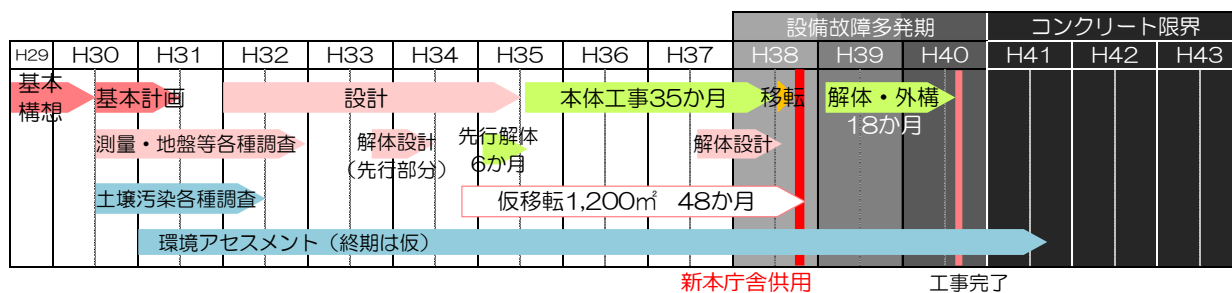 設備故障多発期 コンクリート限界
H29 H30 H31 H32 H33 H34 H35 H36 H37 H38 H39 H40 H41 H42 H43
基本
構想
基本計画
設計
本体工事35か月
移転
解体・外構
18か月
測量・地盤等各種調査
解体設計
(先行部分)
先行解体
6か月
解体設計
土壌汚染各種調査
仮移転1,200㎡ 48か月
環境アセスメント(終期は仮)
新本庁舎供用
工事完了